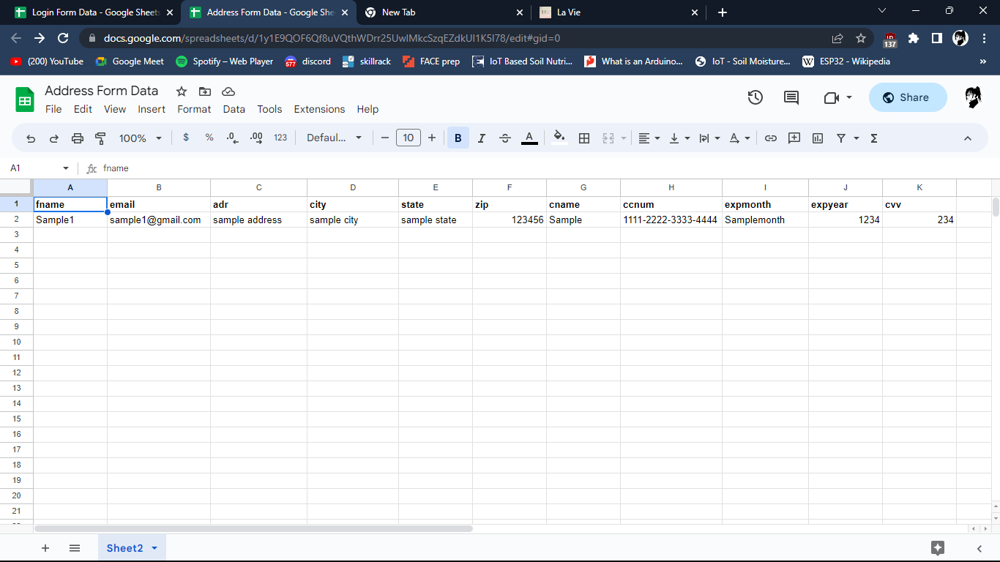 Login Form Data - Google Sheets
Address Form Data - Google She
New Tab
La Vie
docs.google.com/spreadsheets/d/1y1E9QOF6Qf8uVQthWDrr25UwlMkcSzqEZdkUl1K5I78/edit#gid=0
137
(200) YouTube Google Meet Spotify – Web Player 577 discord skillrack FACE prep IoT Based Soil Nutri... What is an Arduino... IoT - Soil Moisture... W ESP32 - Wikipedia »
Address Form Data
File Edit View Insert Format Data Tools Extensions Help
Share
100% $ % .0 .00 123 Defaul... − 10 + B I S A Σ
A1 fx fname
A B C D E F G H I J K
1 fname email adr city state zip cname ccnum expmonth expyear cvv
2 Sample1 sample1@gmail.com sample address sample city sample state 123456 Sample 1111-2222-3333-4444 Samplemonth 1234 234
3
4
5
6
7
8
9
10
11
12
13
14
15
16
17
18
19
20
21
Sheet2